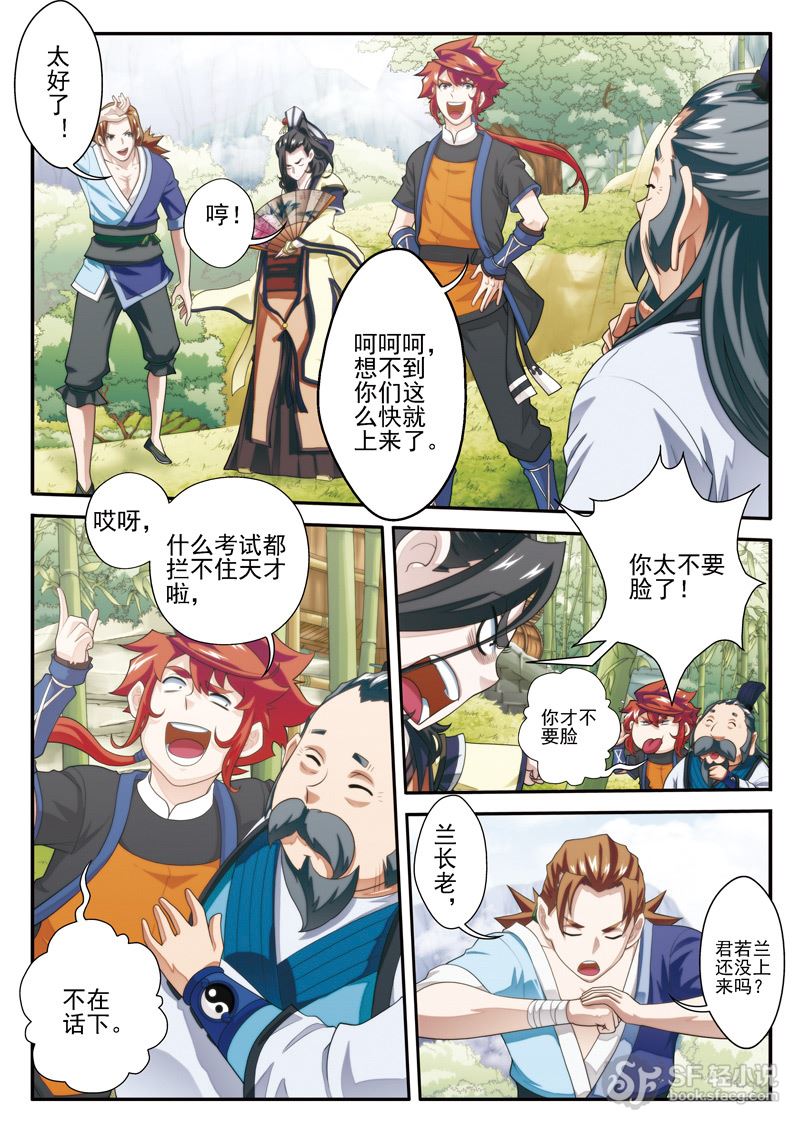 太
好了！
哼！
呵呵呵，
想不到
你们这
么快就
上来了。
哎呀，
什么考试都
拦不住天才
啦，
不在
话下。
你太不要
脸了！
你才不
要脸
兰长老，
君若兰
还没上
来吗？
SF 轻小说
book.sfacg.com